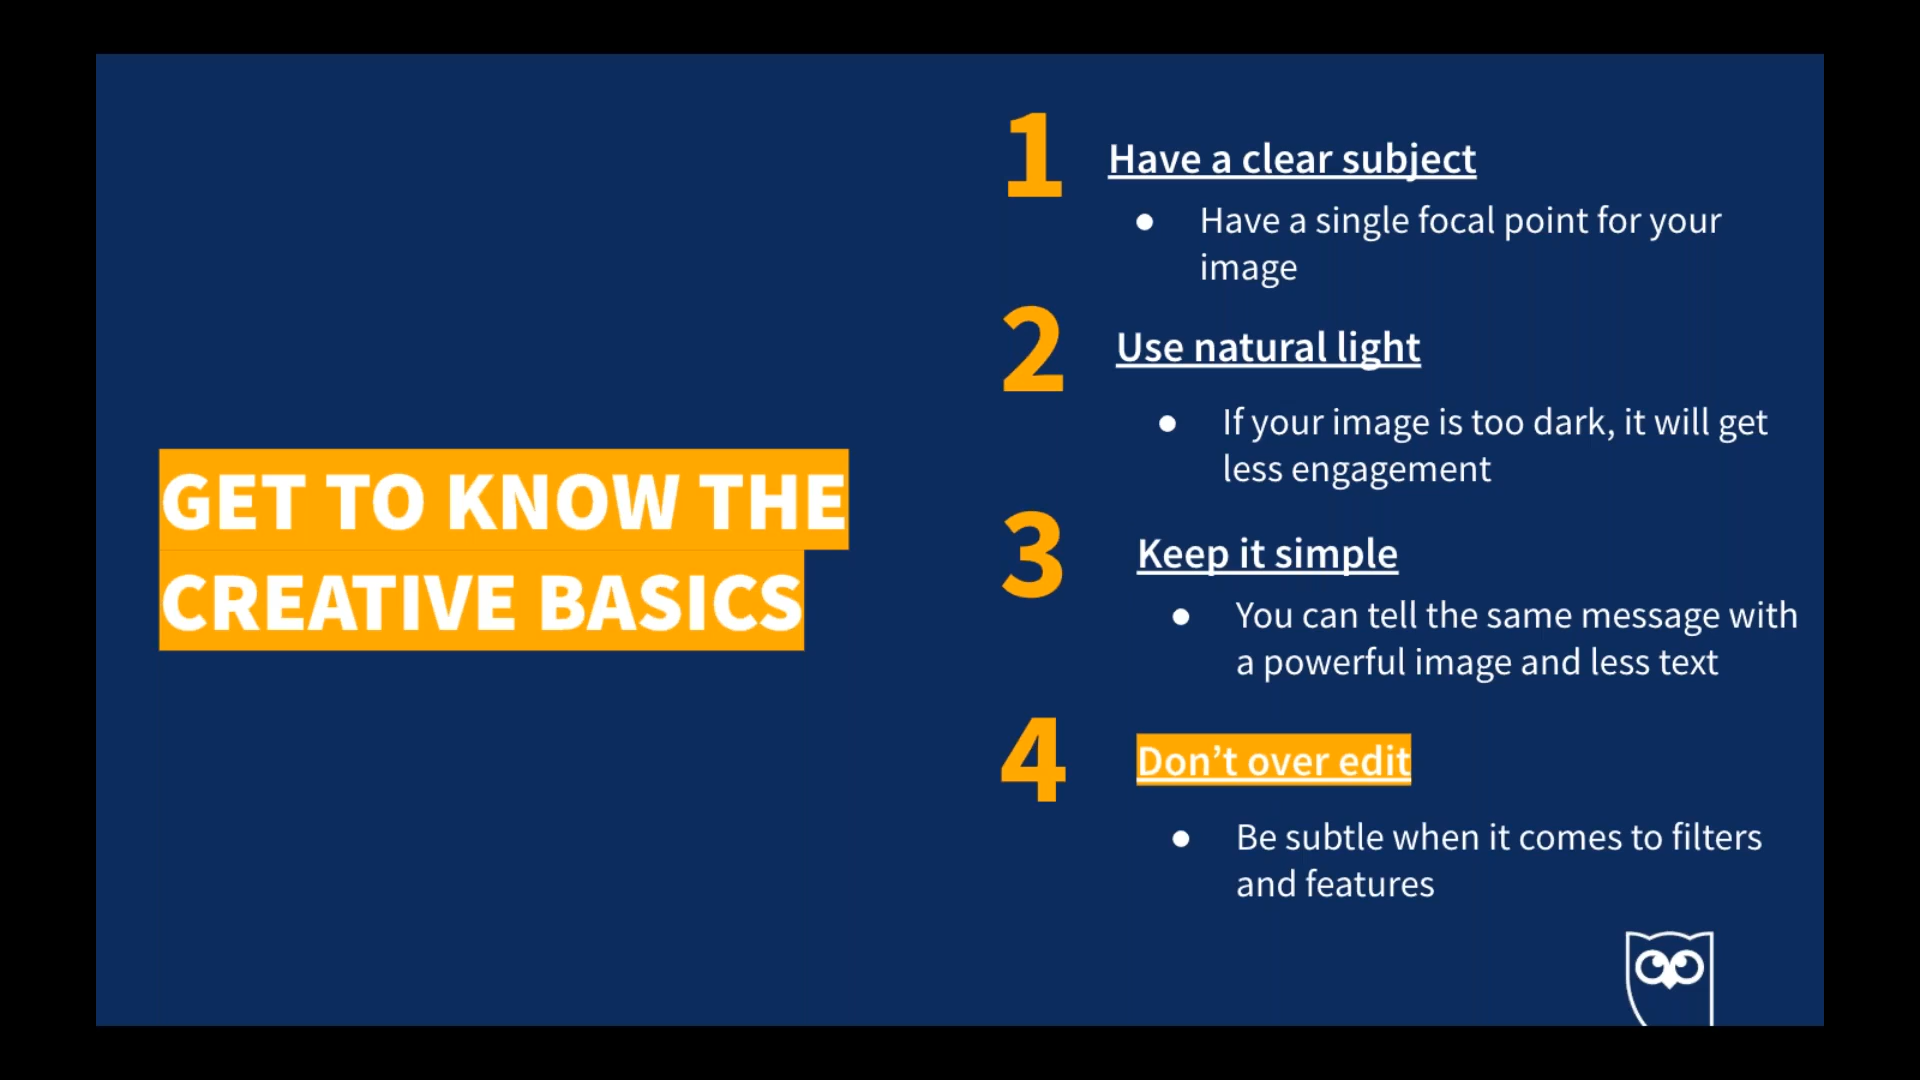 GET TO KNOW THE
CREATIVE BASICS
1
Have a clear subject
● Have a single focal point for your
image
2
Use natural light
● If your image is too dark, it will get
less engagement
3
Keep it simple
● You can tell the same message with
a powerful image and less text
4
Don’t over edit
● Be subtle when it comes to filters
and features